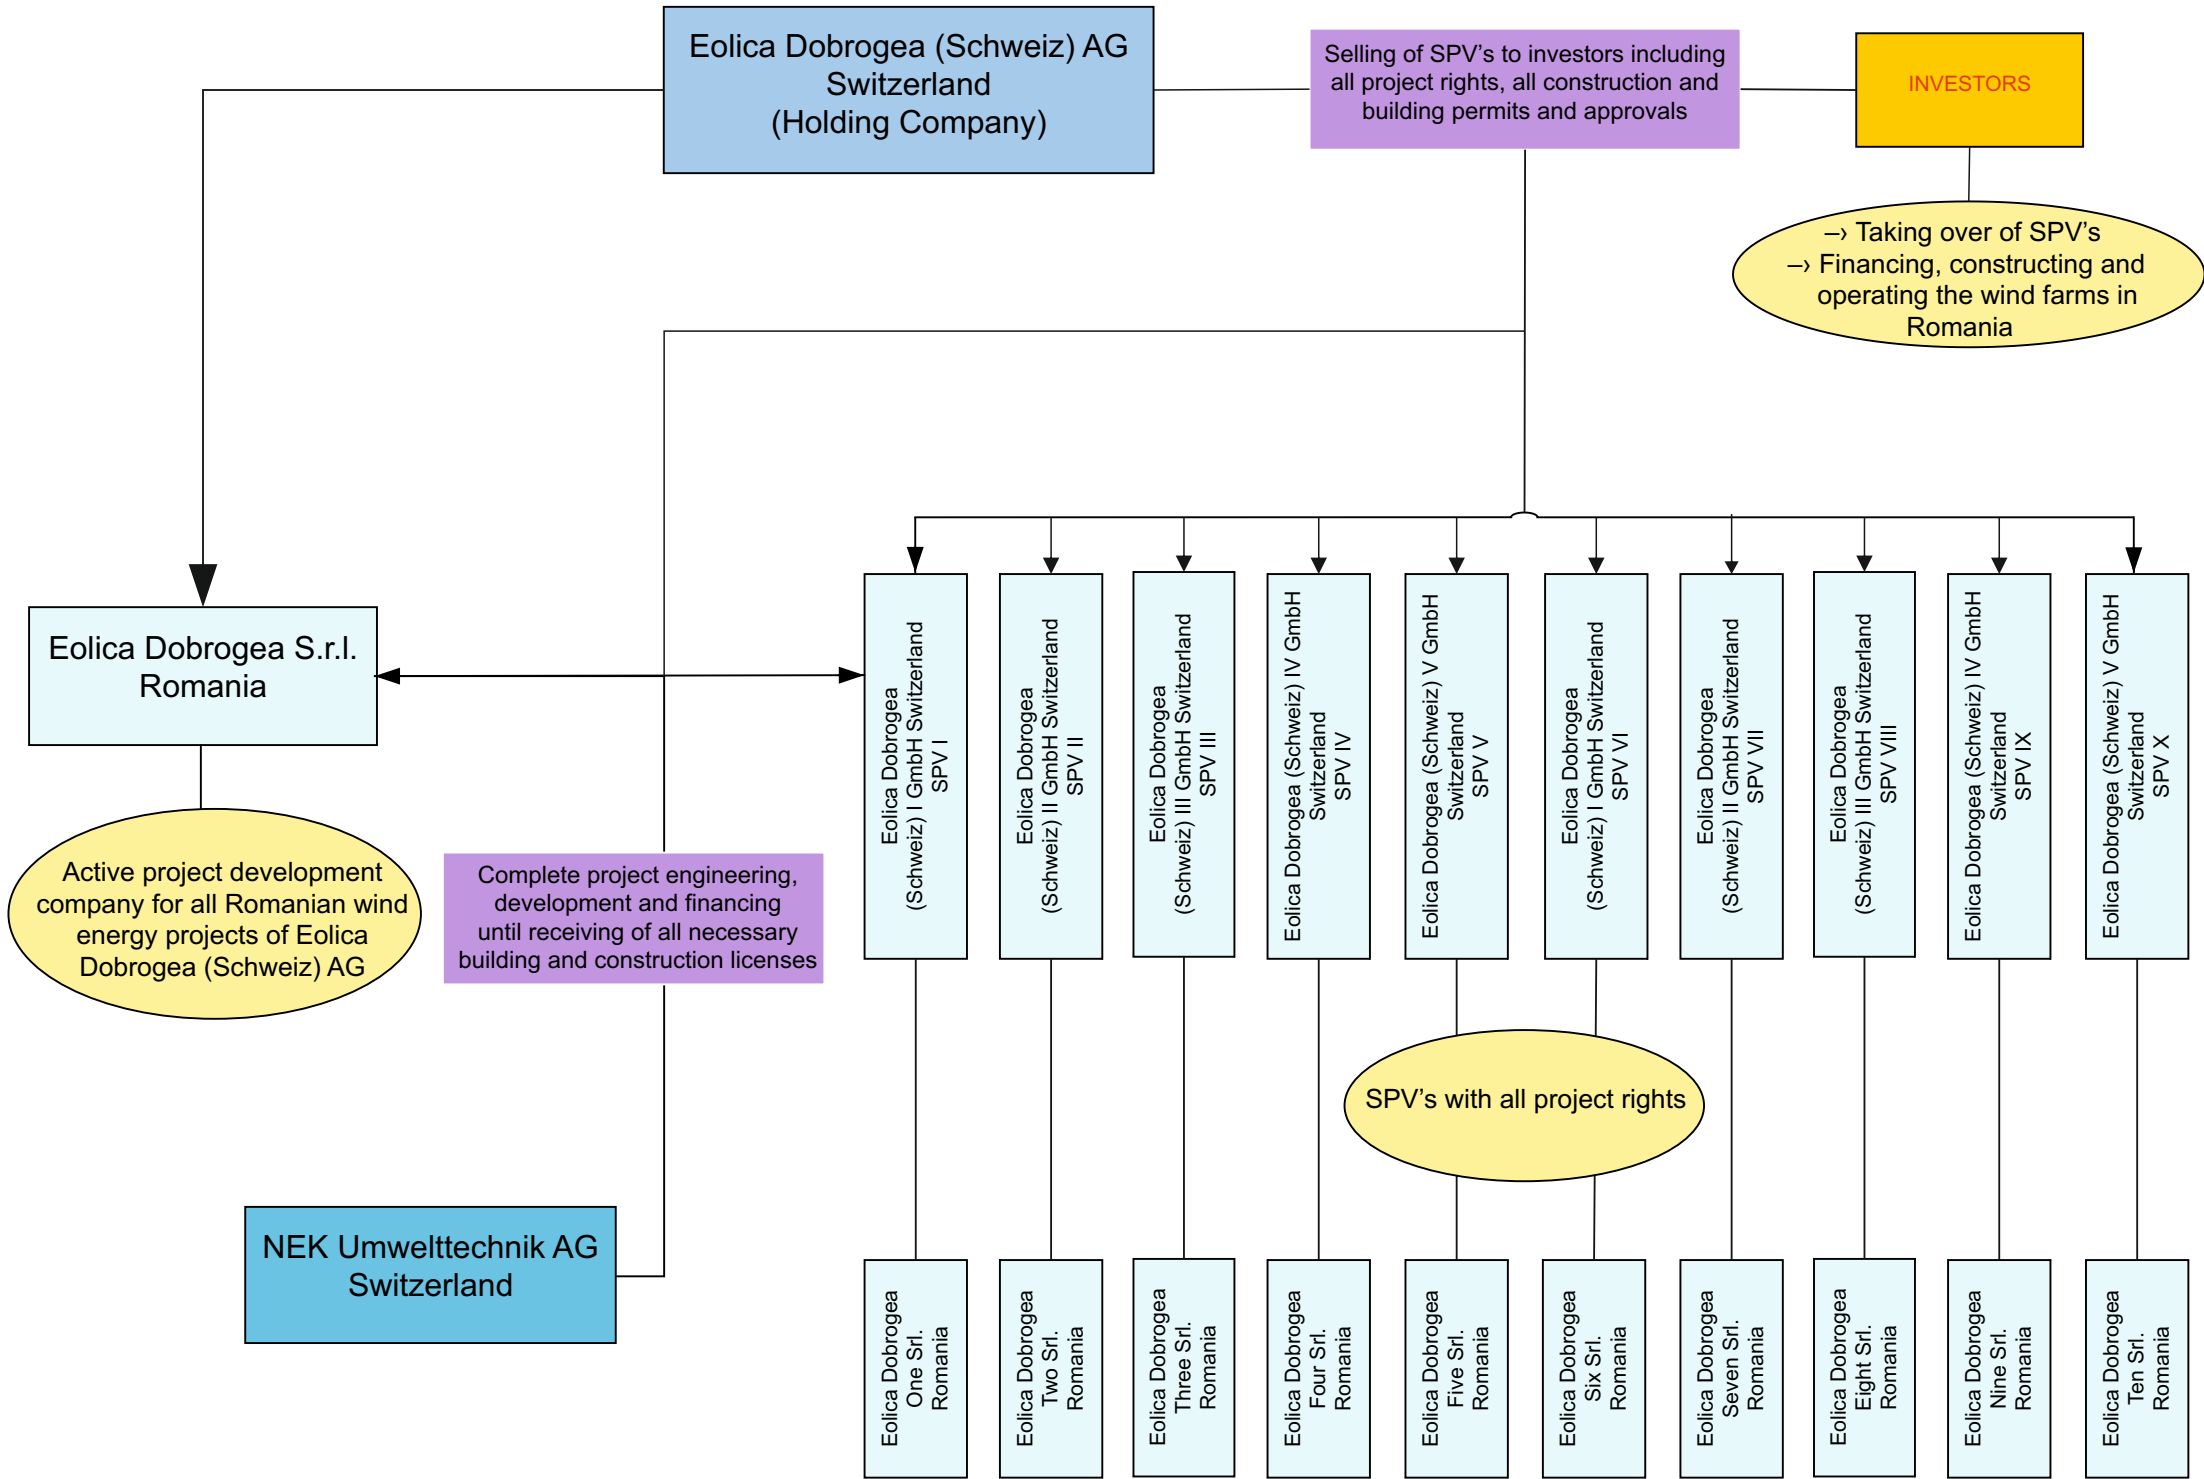 Eolica Dobrogea (Schweiz) AG
Switzerland
(Holding Company)
Selling of SPV's to investors including
all project rights, all construction and
building permits and approvals
INVESTORS
–› Taking over of SPV's
–› Financing, constructing and
operating the wind farms in
Romania
Eolica Dobrogea S.r.l.
Romania
Active project development
company for all Romanian wind
energy projects of Eolica
Dobrogea (Schweiz) AG
Complete project engineering,
development and financing
until receiving of all necessary
building and construction licenses
NEK Umwelttechnik AG
Switzerland
Eolica Dobrogea
(Schweiz) I GmbH Switzerland
SPV I
Eolica Dobrogea
(Schweiz) II GmbH Switzerland
SPV II
Eolica Dobrogea
(Schweiz) III GmbH Switzerland
SPV III
Eolica Dobrogea (Schweiz) IV GmbH
Switzerland
SPV IV
Eolica Dobrogea (Schweiz) V GmbH
Switzerland
SPV V
Eolica Dobrogea
(Schweiz) I GmbH Switzerland
SPV VI
Eolica Dobrogea
(Schweiz) II GmbH Switzerland
SPV VII
Eolica Dobrogea
(Schweiz) III GmbH Switzerland
SPV VIII
Eolica Dobrogea (Schweiz) IV GmbH
Switzerland
SPV IX
Eolica Dobrogea (Schweiz) V GmbH
Switzerland
SPV X
SPV's with all project rights
Eolica Dobrogea
One Srl.
Romania
Eolica Dobrogea
Two Srl.
Romania
Eolica Dobrogea
Three Srl.
Romania
Eolica Dobrogea
Four Srl.
Romania
Eolica Dobrogea
Five Srl.
Romania
Eolica Dobrogea
Six Srl.
Romania
Eolica Dobrogea
Seven Srl.
Romania
Eolica Dobrogea
Eight Srl.
Romania
Eolica Dobrogea
Nine Srl.
Romania
Eolica Dobrogea
Ten Srl.
Romania